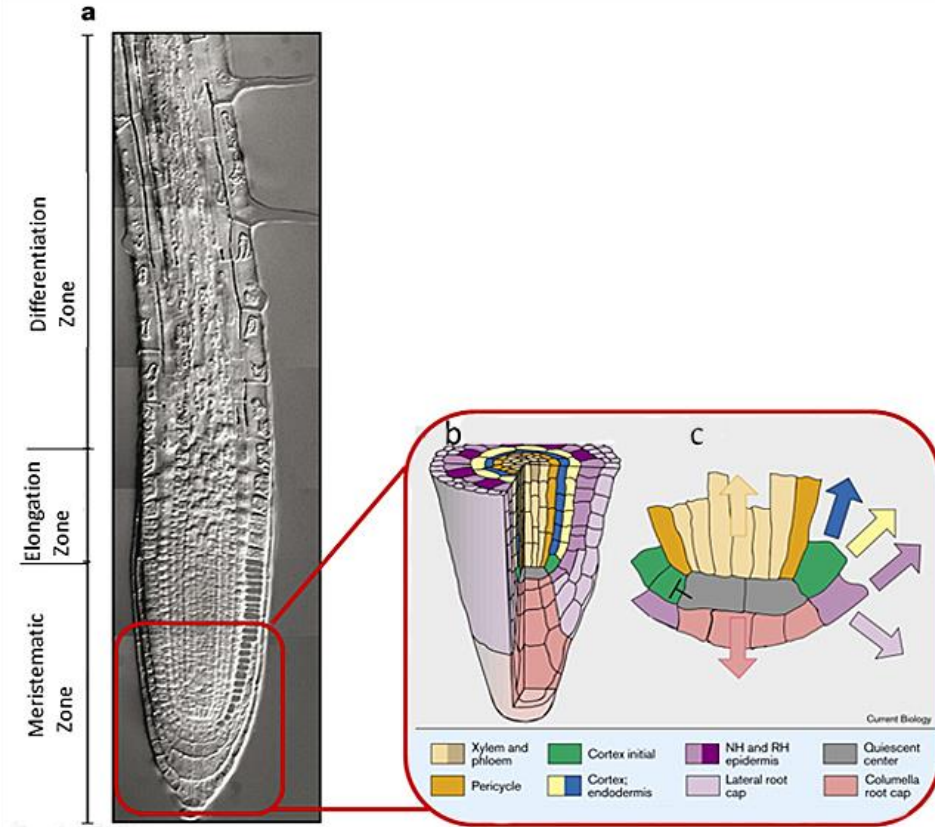 a
Differentiation
Zone
Elongation
Zone
Meristematic
Zone
b
c
Current Biology
Xylem and
phloem
Cortex initial
NH and RH
epidermis
Quiescent
center
Pericycle
Cortex;
endodermis
Lateral root
cap
Columella
root cap